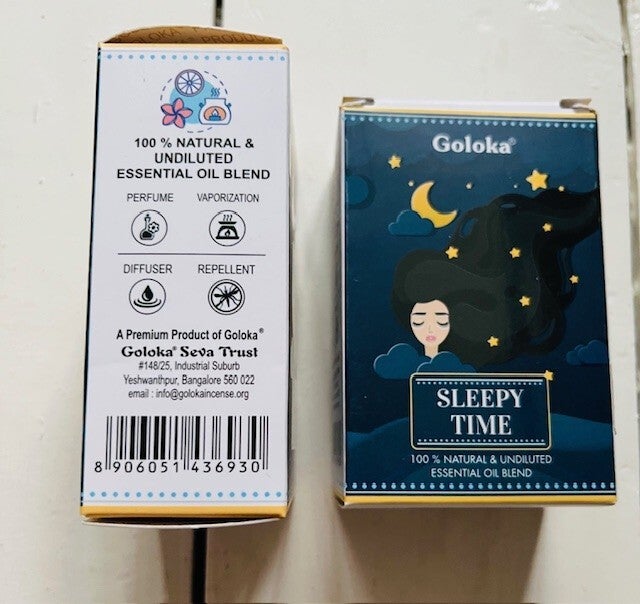 100 % NATURAL &
UNDILUTED
ESSENTIAL OIL BLEND
PERFUME VAPORIZATION
DIFFUSER REPELLENT
A Premium Product of Goloka®
Goloka® Seva Trust
#148/25, Industrial Suburb
Yeshwanthpur, Bangalore 560 022
email : info@golokaincense.org
8 906051 436930
Goloka®
SLEEPY
TIME
100 % NATURAL & UNDILUTED
ESSENTIAL OIL BLEND